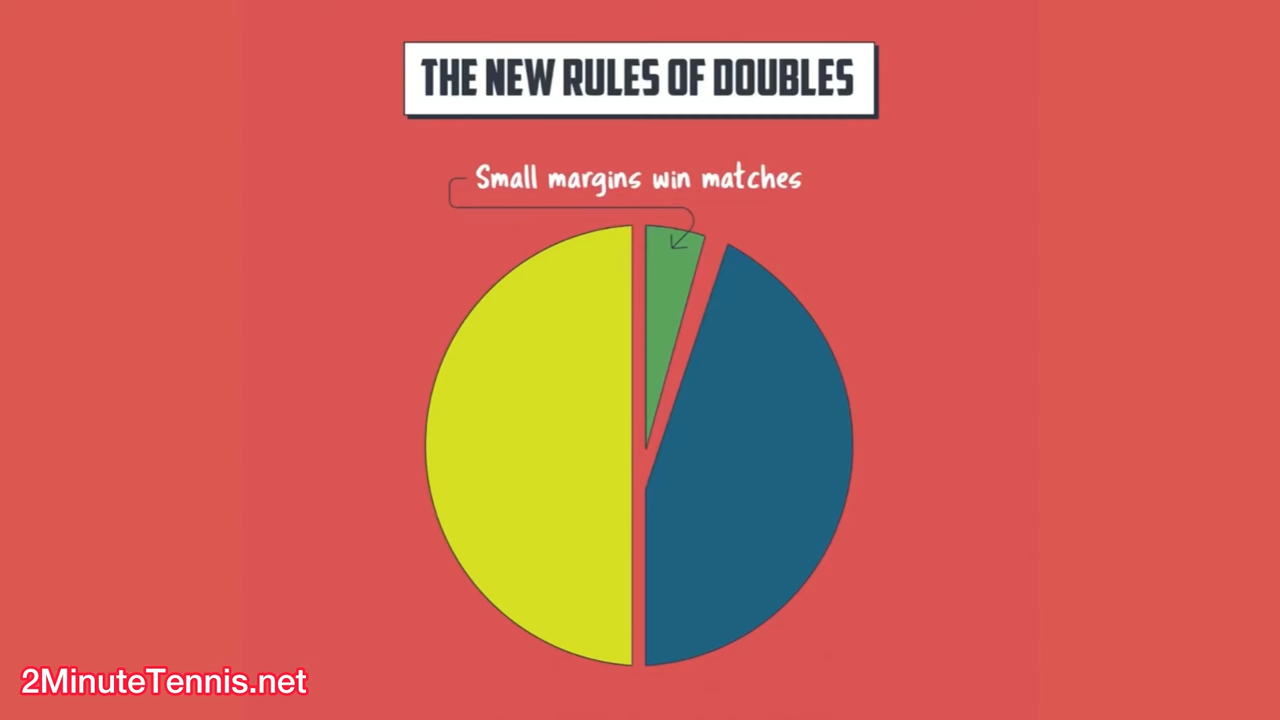 THE NEW RULES OF DOUBLES
Small margins win matches
2MinuteTennis.net